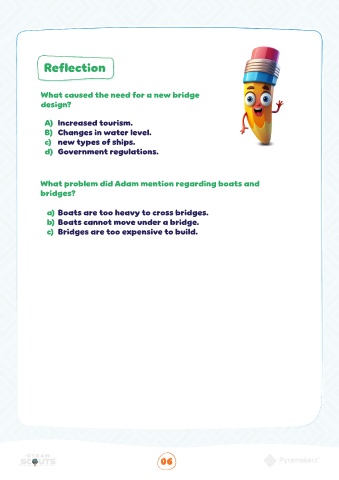 Reflection
What caused the need for a new bridge
design?
A) Increased tourism.
B) Changes in water level.
c) new types of ships.
d) Government regulations.
What problem did Adam mention regarding boats and
bridges?
a) Boats are too heavy to cross bridges.
b) Boats cannot move under a bridge.
c) Bridges are too expensive to build.
SCOUTS
06